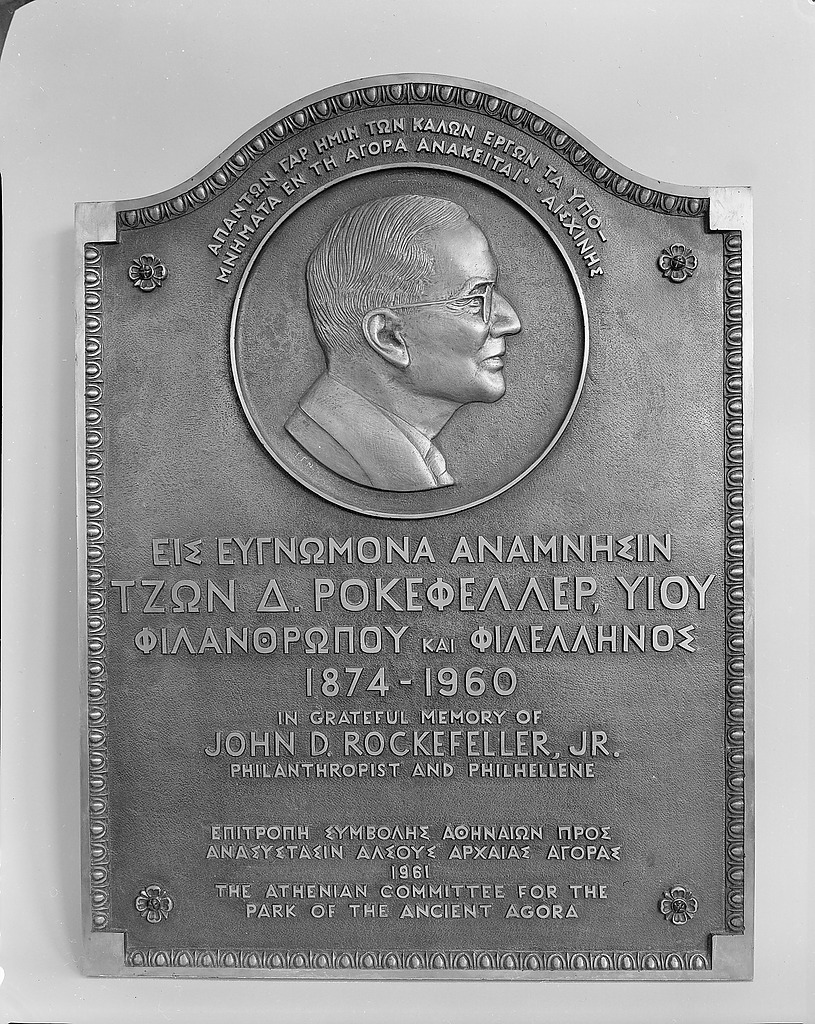 ΑΠΑΝΤΩΝ ΓΑΡ ΗΜΙΝ ΤΩΝ ΚΑΛΩΝ ΕΡΓΩΝ ΤΑ ΥΠΟ-
ΜΝΗΜΑΤΑ ΕΝ ΤΗ ΑΓΟΡΑ ΑΝΑΚΕΙΤΑΙ··ΑΙΣΧΙΝΗΣ
ΕΙΣ ΕΥΓΝΩΜΟΝΑ ΑΝΑΜΝΗΣΙΝ
ΤΖΩΝ Δ. ΡΟΚΕΦΕΛΛΕΡ, ΥΙΟΥ
ΦΙΛΑΝΘΡΩΠΟΥ ΚΑΙ ΦΙΛΕΛΛΗΝΟΣ
1874-1960
IN GRATEFUL MEMORY OF
JOHN D. ROCKEFELLER, JR.
PHILANTHROPIST AND PHILHELLENE
ΕΠΙΤΡΟΠΗ ΣΥΜΒΟΛΗΣ ΑΘΗΝΑΙΩΝ ΠΡΟΣ
ΑΝΑΣΥΣΤΑΣΙΝ ΑΛΣΟΥΣ ΑΡΧΑΙΑΣ ΑΓΟΡΑΣ
1961
THE ATHENIAN COMMITTEE FOR THE
PARK OF THE ANCIENT AGORA